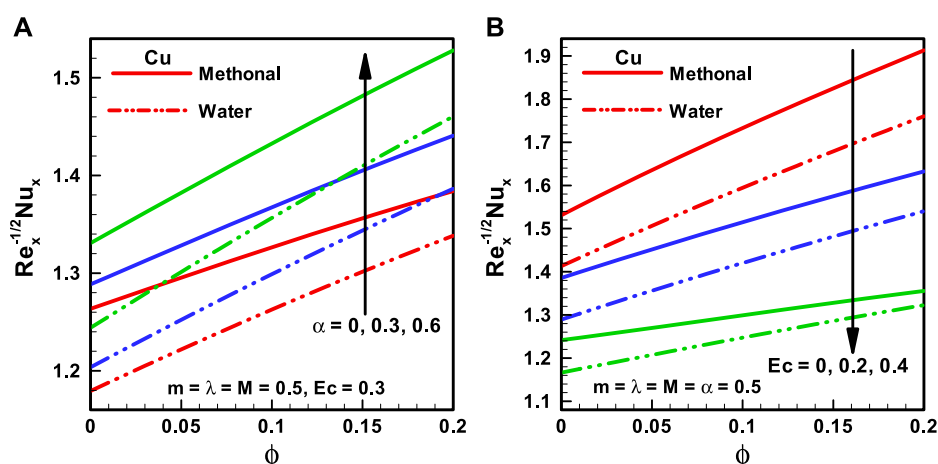 A
Cu
Methonal
Water
1.5
1.4
1.3
1.2
Re_x^-1/2 Nu_x
α = 0, 0.3, 0.6
m = λ = M = 0.5, Ec = 0.3
0 0.05 0.1 0.15 0.2
ϕ
B
Cu
Methonal
Water
1.9
1.8
1.7
1.6
1.5
1.4
1.3
1.2
1.1
Re_x^-1/2 Nu_x
Ec = 0, 0.2, 0.4
m = λ = M = α = 0.5
0 0.05 0.1 0.15 0.2
ϕ